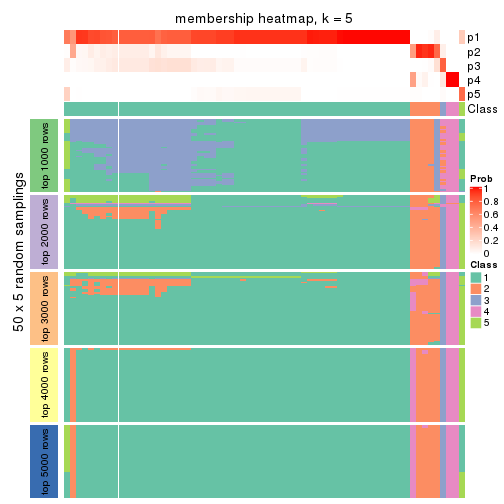 membership heatmap, k = 5
p1
p2
p3
p4
p5
Class
50 x 5 random samplings
top 1000 rows
top 2000 rows
top 3000 rows
top 4000 rows
top 5000 rows
Prob
1
0.8
0.6
0.4
0.2
0
Class
1
2
3
4
5